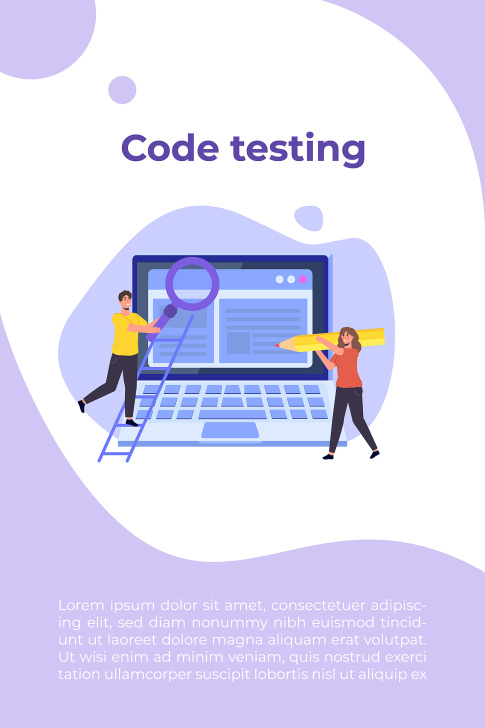 Code testing
Lorem ipsum dolor sit amet, consectetuer adipisc-
ing elit, sed diam nonummy nibh euismod tincid-
unt ut laoreet dolore magna aliquam erat volutpat.
Ut wisi enim ad minim veniam, quis nostrud exerci
tation ullamcorper suscipit lobortis nisl ut aliquip ex